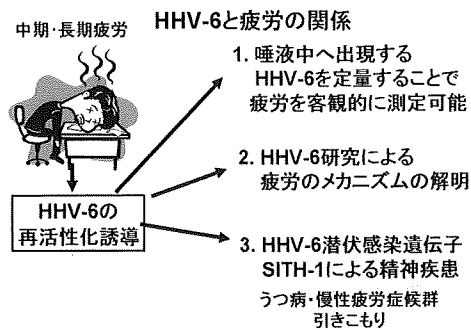 HHV-6と疲労の関係
中期・長期疲労
HHV-6の
再活性化誘導
1. 唾液中へ出現する
HHV-6を定量することで
疲労を客観的に測定可能
2. HHV-6研究による
疲労のメカニズムの解明
3. HHV-6潜伏感染遺伝子
SITH-1による精神疾患
うつ病・慢性疲労症候群
引きこもり